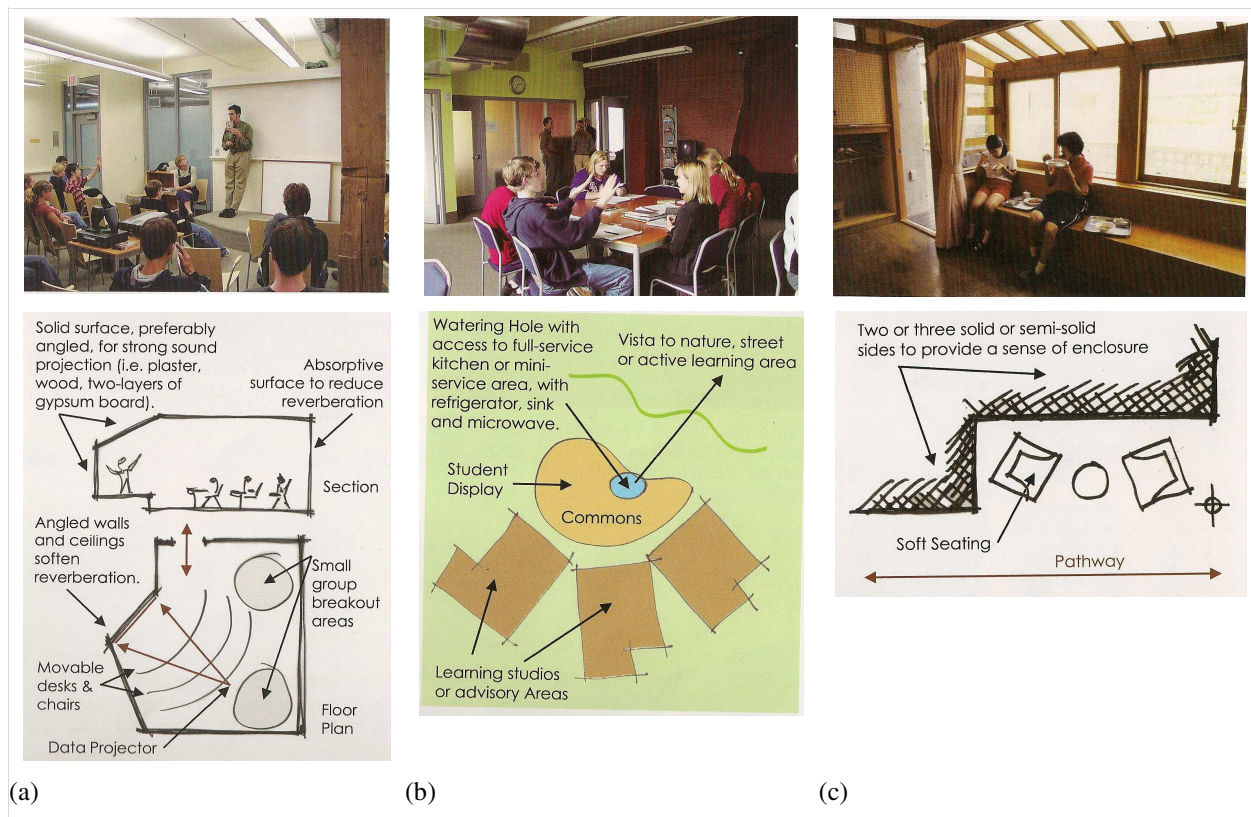 EXIT
Solid surface, preferably
angled, for strong sound
projection (i.e. plaster,
wood, two-layers of
gypsum board).
Absorptive
surface to reduce
reverberation
Section
Angled walls
and ceilings
soften
reverberation.
Small
group
breakout
areas
Movable
desks &
chairs
Floor
Plan
Data Projector
(a)
Watering Hole with
access to full-service
kitchen or mini-
service area, with
refrigerator, sink
and microwave.
Vista to nature, street
or active learning area
Student
Display
Commons
Learning studios
or advisory Areas
(b)
Two or three solid or semi-solid
sides to provide a sense of enclosure
Soft Seating
Pathway
(c)